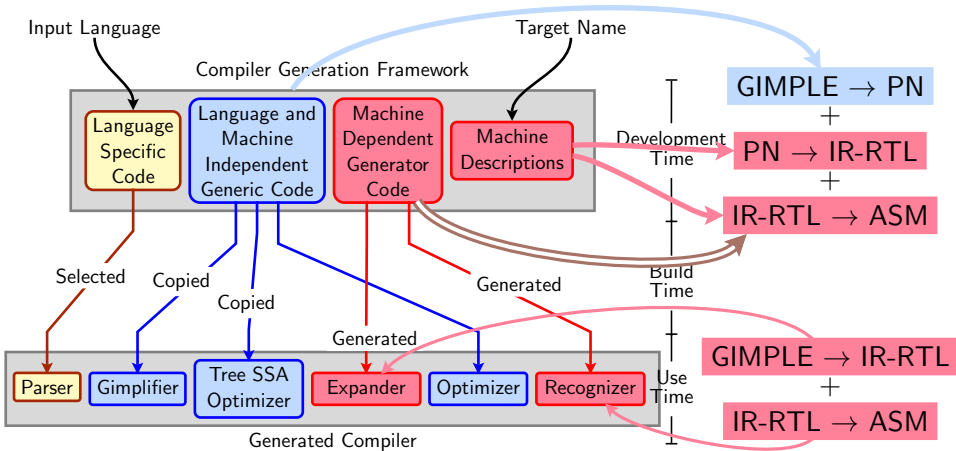 Input Language
Target Name
Compiler Generation Framework
GIMPLE → PN
+
PN → IR-RTL
+
IR-RTL → ASM
Language
Specific
Code
Language and
Machine
Independent
Generic Code
Machine
Dependent
Generator
Code
Machine
Descriptions
Development
Time
Build
Time
Use
Time
Selected
Copied
Copied
Generated
Generated
Parser
Gimplifier
Tree SSA
Optimizer
Expander
Optimizer
Recognizer
Generated Compiler
GIMPLE → IR-RTL
+
IR-RTL → ASM